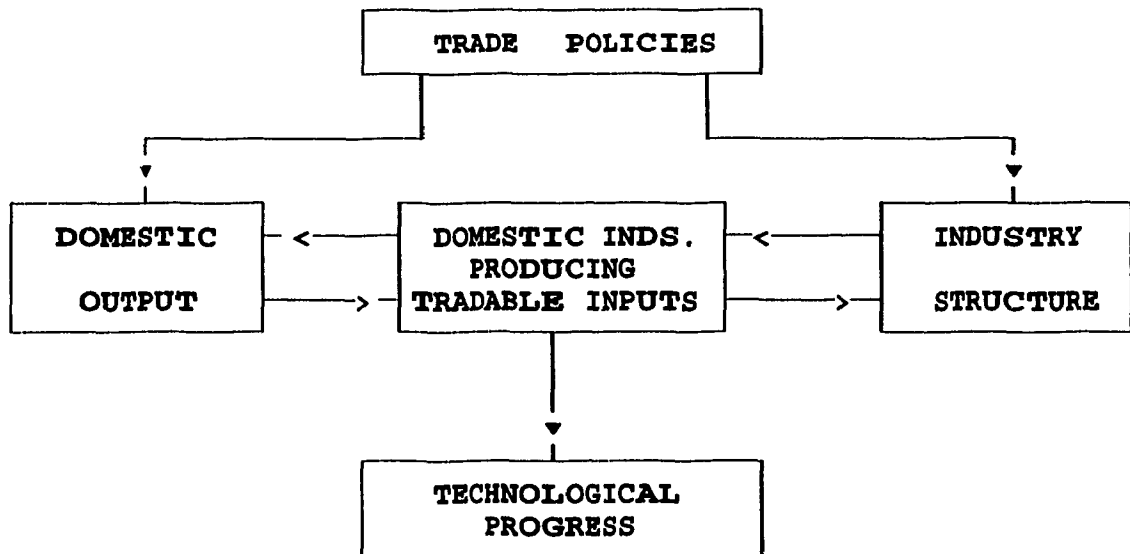 TRADE POLICIES
DOMESTIC
OUTPUT
DOMESTIC INDS.
PRODUCING
TRADABLE INPUTS
INDUSTRY
STRUCTURE
TECHNOLOGICAL
PROGRESS